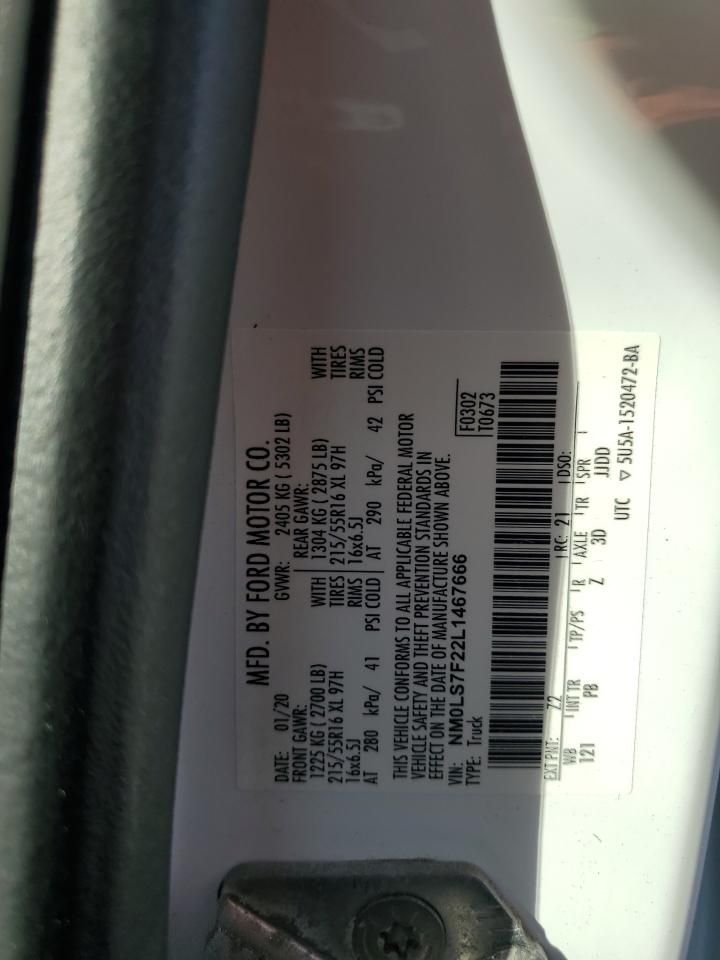 MFD. BY FORD MOTOR CO.
DATE: 01/20 GVWR: 2405 KG ( 5302 LB)
FRONT GAWR: REAR GAWR: WITH
1225 KG ( 2700 LB) WITH 1304 KG ( 2875 LB) TIRES
215/55R16 XL 97H TIRES 215/55R16 XL 97H RIMS
16x6.5J RIMS 16x6.5J
AT 280 kPa/ 41 PSI COLD AT 290 kPa/ 42 PSI COLD
THIS VEHICLE CONFORMS TO ALL APPLICABLE FEDERAL MOTOR
VEHICLE SAFETY AND THEFT PREVENTION STANDARDS IN
EFFECT ON THE DATE OF MANUFACTURE SHOWN ABOVE.
VIN: NM0LS7F22L1467666 F0302
TYPE: Truck T0673
EXT PNT: Z2 RC: 21 DSO:
WB INT TR TP/PS R AXLE TR SPR
121 PB Z 3D JJDD
UTC ▽ 5U5A-1520472-BA